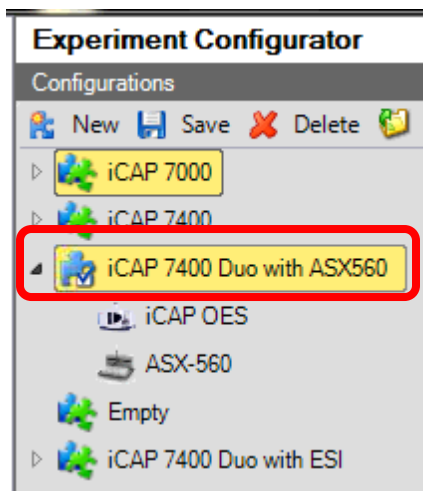 Experiment Configurator
Configurations
New Save Delete
iCAP 7000
iCAP 7400
iCAP 7400 Duo with ASX560
iCAP OES
ASX-560
Empty
iCAP 7400 Duo with ESI